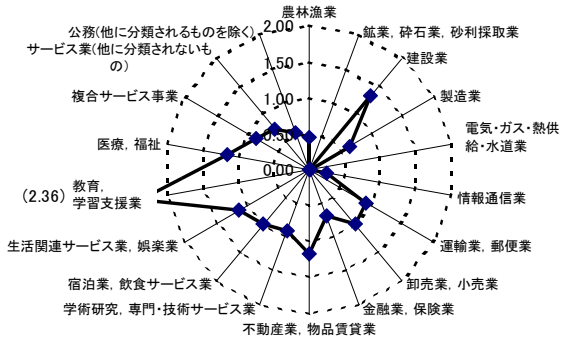 農林漁業
2.00
1.50
1.00
0.50
0.00
鉱業, 砕石業, 砂利採取業
建設業
製造業
電気・ガス・熱供
給・水道業
情報通信業
運輸業, 郵便業
卸売業, 小売業
金融業, 保険業
不動産業, 物品賃貸業
学術研究, 専門・技術サービス業
宿泊業, 飲食サービス業
生活関連サービス業, 娯楽業
(2.36)
教育,
学習支援業
医療, 福祉
複合サービス事業
サービス業(他に分類されないも
の)
公務(他に分類されるものを除く)